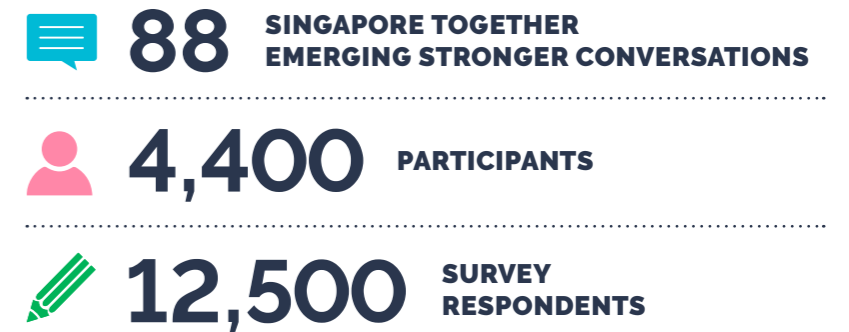 88 SINGAPORE TOGETHER
EMERGING STRONGER CONVERSATIONS
4,400 PARTICIPANTS
12,500 SURVEY
RESPONDENTS